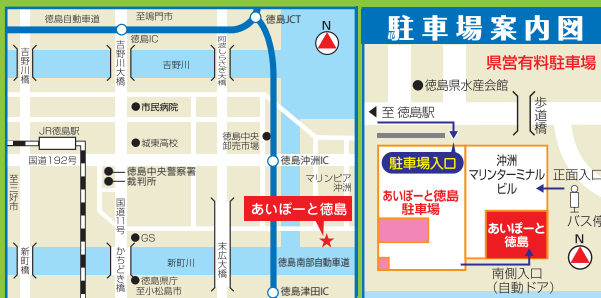 徳島自動車道
至鳴門市
徳島JCT
N
徳島IC
吉野川橋
吉野川大橋
吉野川
阿波しらさぎ大橋
市民病院
JR徳島駅
城東高校
徳島中央
卸売市場
国道192号
徳島沖洲IC
徳島中央警察署
裁判所
マリンピア
沖洲
至三好市
国道11号
あいぽーと徳島
GS
新町橋
かちどき橋
新町川
末広大橋
徳島南部自動車道
徳島県庁
至小松島市
徳島津田IC
駐車場案内図
県営有料駐車場
徳島県水産会館
至 徳島駅
歩道橋
駐車場入口
沖洲
マリンターミナル
ビル
正面入口
あいぽーと徳島
駐車場
あいぽーと
徳島
バス停
N
南側入口
(自動ドア)